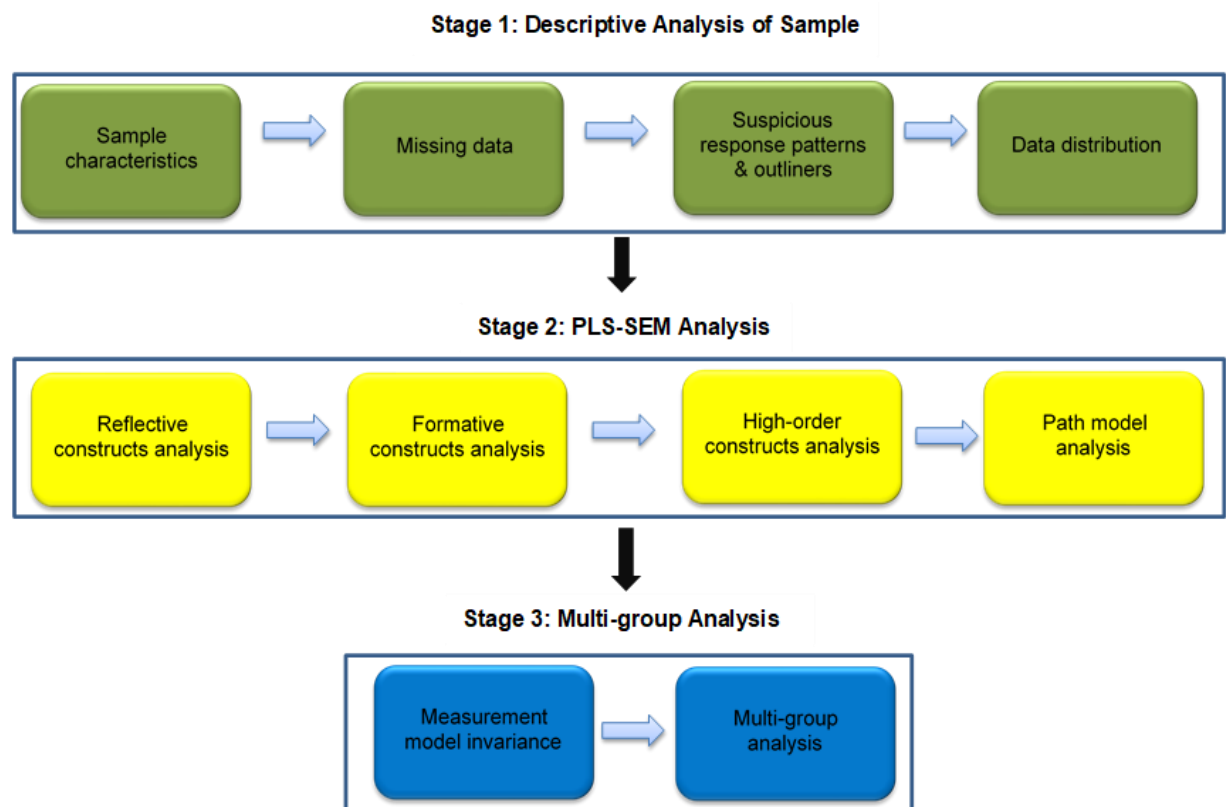 Stage 1: Descriptive Analysis of Sample
Sample
characteristics
Missing data
Suspicious
response patterns
& outliners
Data distribution
Stage 2: PLS-SEM Analysis
Reflective
constructs analysis
Formative
constructs analysis
High-order
constructs analysis
Path model
analysis
Stage 3: Multi-group Analysis
Measurement
model invariance
Multi-group
analysis